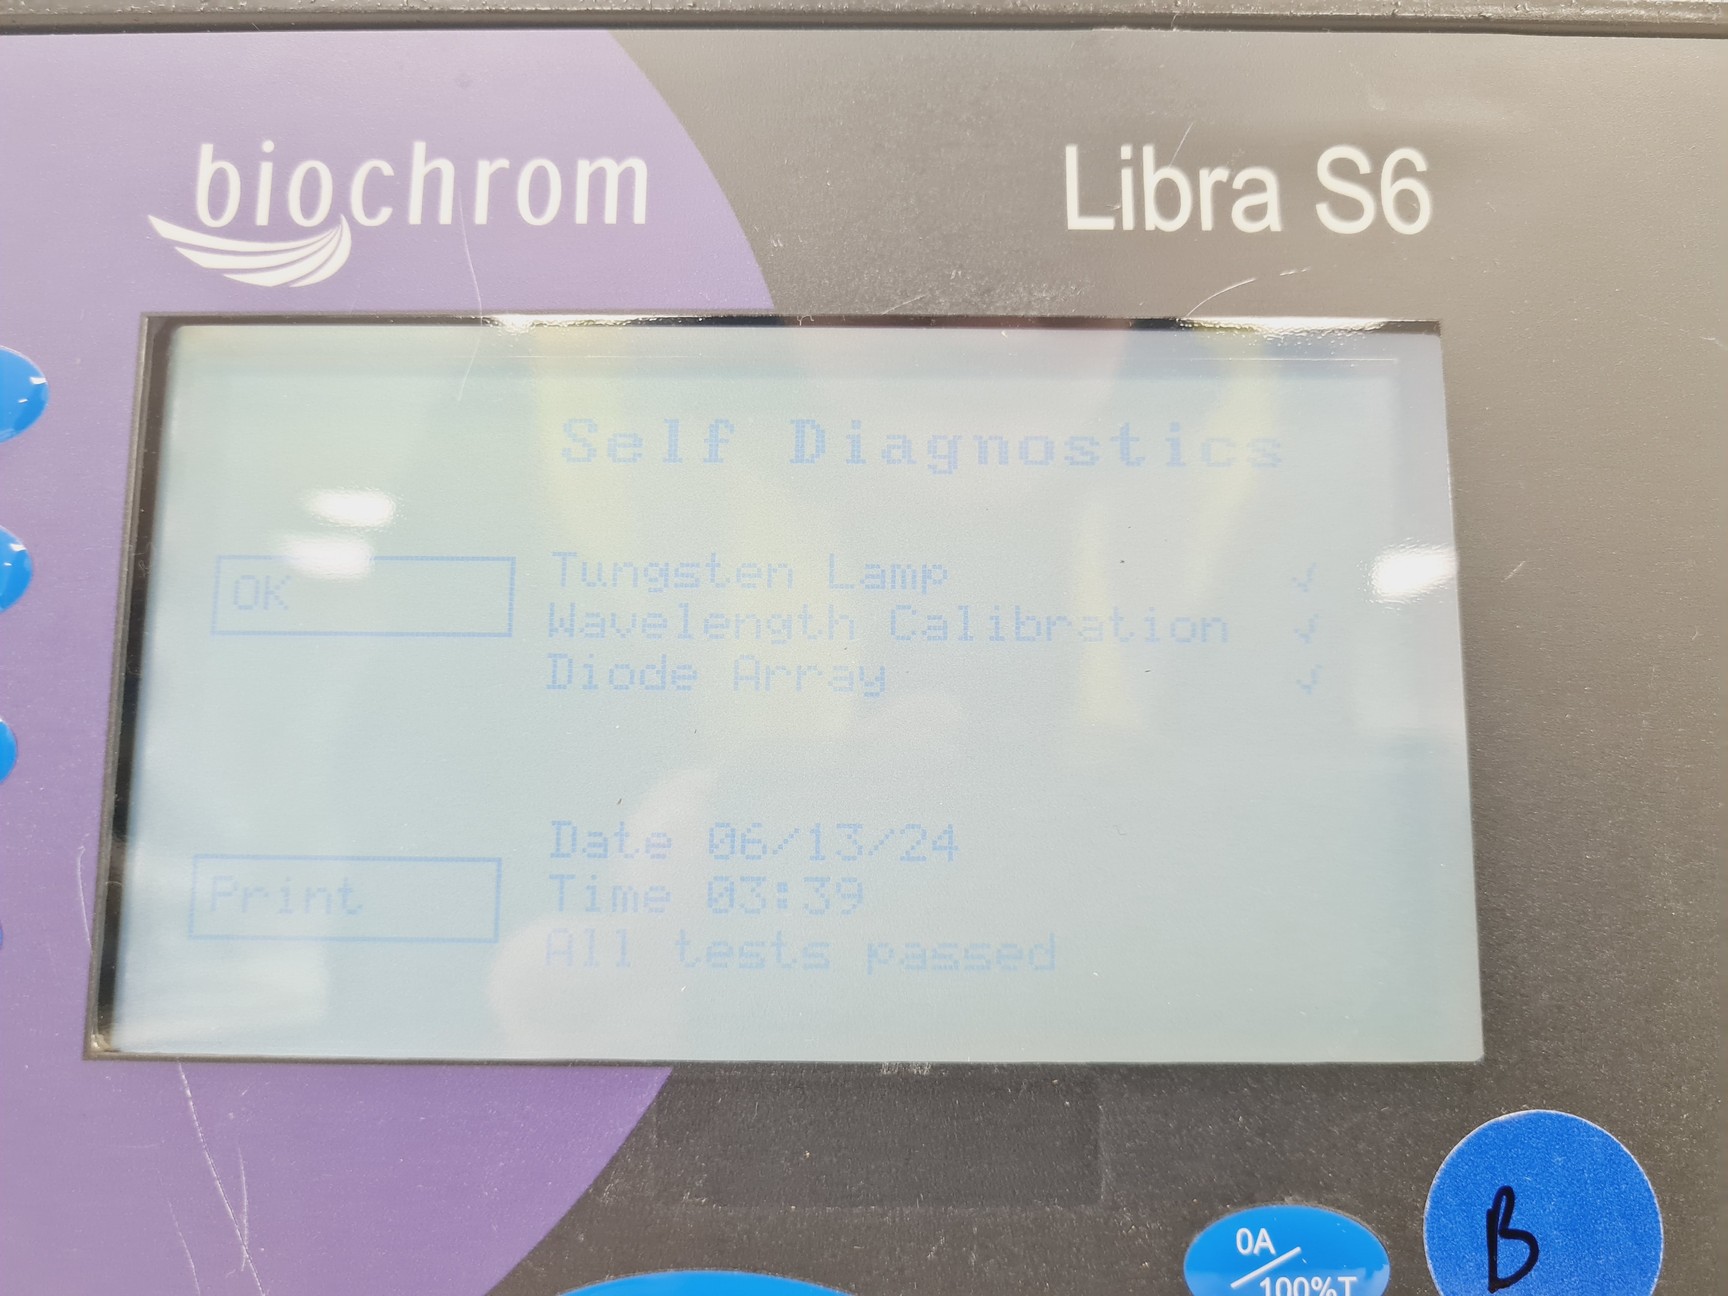 biochrom
Libra S6
Self Diagnostics
OK
Tungsten Lamp √
Wavelength Calibration √
Diode Array √
Date 06/13/24
Print
Time 03:39
All tests passed
0A/100%T
B